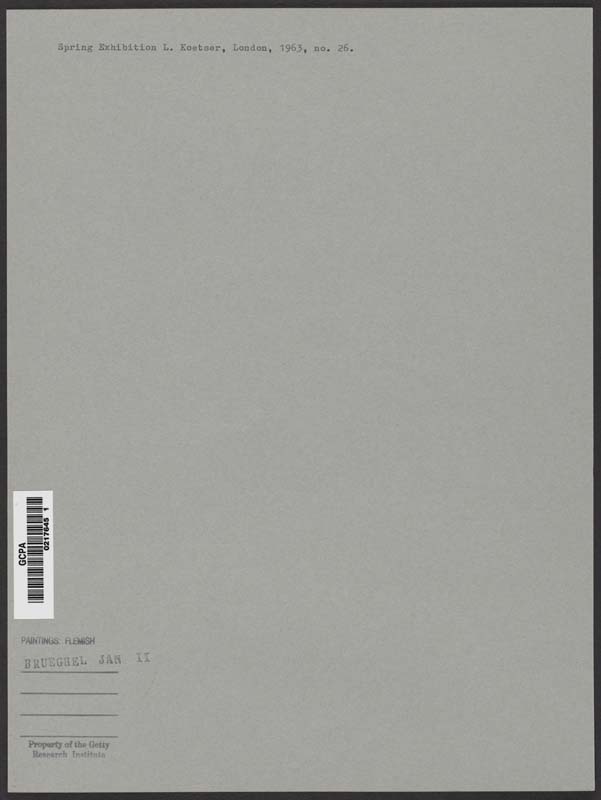 Spring Exhibition L. Koetser, London, 1963, no. 26.
GCPA
0217645 1
PAINTINGS: FLEMISH
BRUEGHEL JAN II
Property of the Getty
Research Institute